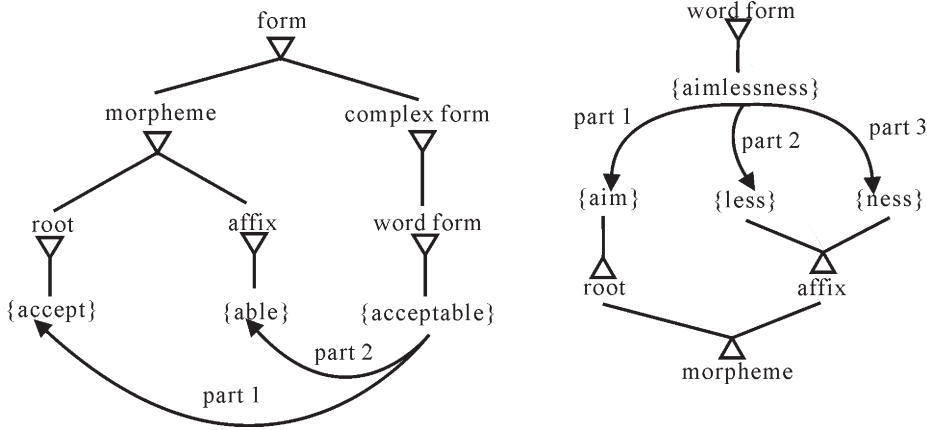 form
morpheme
complex form
root
affix
word form
{accept}
{able}
{acceptable}
part 2
part 1
word form
{aimlessness}
part 1
part 2
part 3
{aim}
{less}
{ness}
root
affix
morpheme